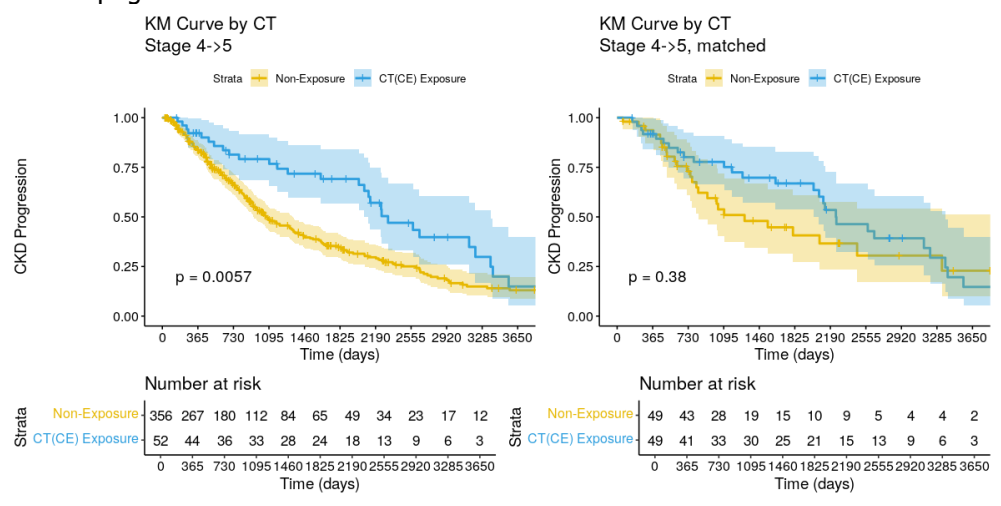 KM Curve by CT
Stage 4->5
Strata Non-Exposure CT(CE) Exposure
CKD Progression
1.00
0.75
0.50
0.25
0.00
p = 0.0057
0 365 730 1095 1460 1825 2190 2555 2920 3285 3650
Time (days)
Number at risk
Strata
Non-Exposure 356 267 180 112 84 65 49 34 23 17 12
CT(CE) Exposure 52 44 36 33 28 24 18 13 9 6 3
0 365 730 1095 1460 1825 2190 2555 2920 3285 3650
Time (days)
KM Curve by CT
Stage 4->5, matched
Strata Non-Exposure CT(CE) Exposure
CKD Progression
1.00
0.75
0.50
0.25
0.00
p = 0.38
0 365 730 1095 1460 1825 2190 2555 2920 3285 3650
Time (days)
Number at risk
Strata
Non-Exposure 49 43 28 19 15 10 9 5 4 4 2
CT(CE) Exposure 49 41 33 30 25 21 15 13 9 6 3
0 365 730 1095 1460 1825 2190 2555 2920 3285 3650
Time (days)